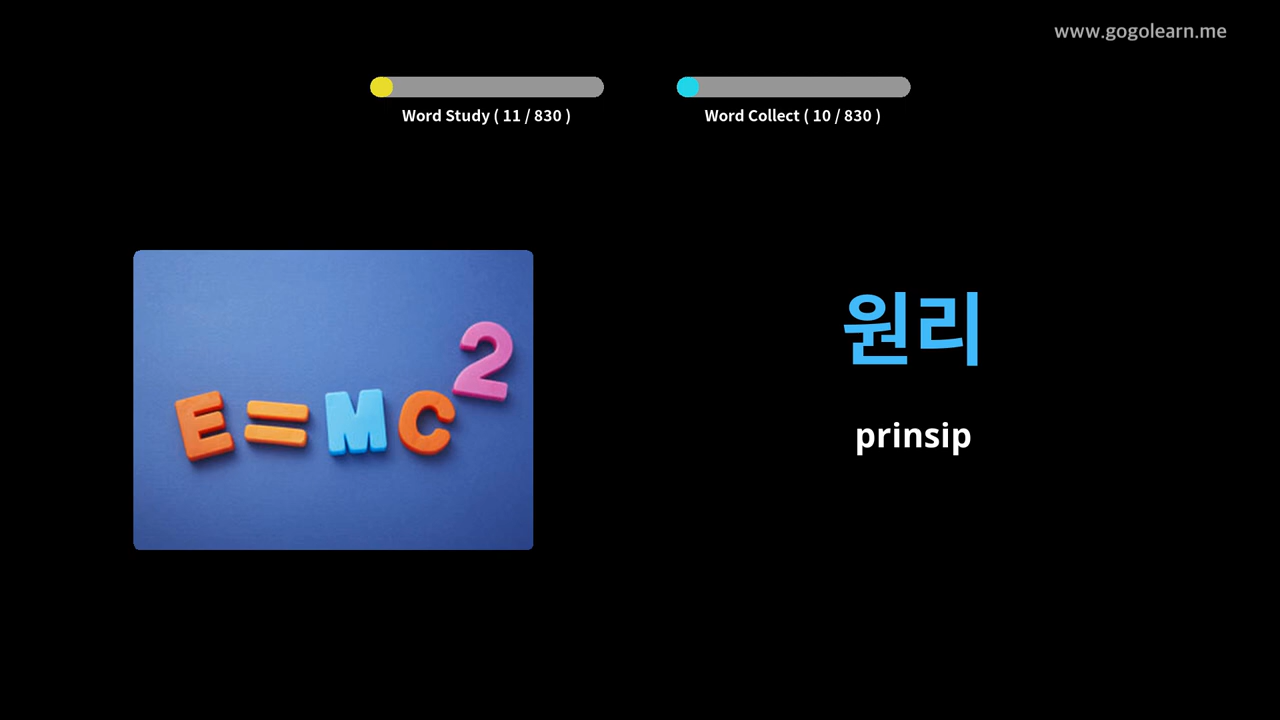 www.gogolearn.me
Word Study ( 11 / 830 )
Word Collect ( 10 / 830 )
E=MC²
원리
prinsip